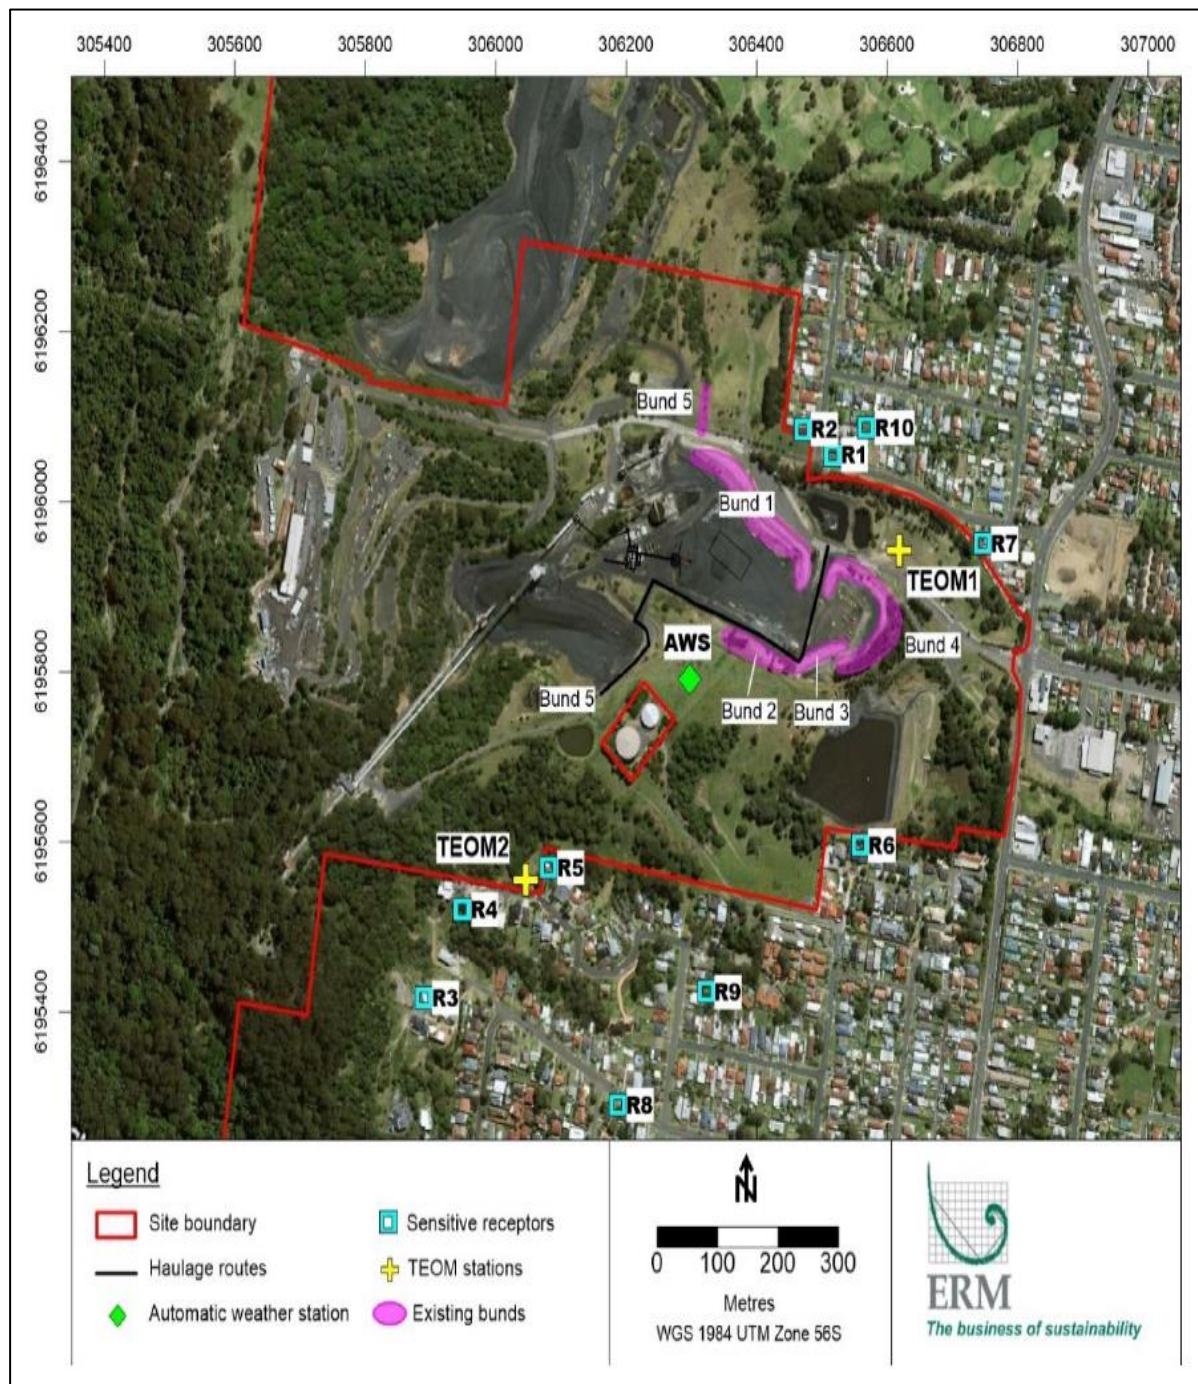 305400 305600 305800 306000 306200 306400 306600 306800 307000
6196400
6196200
6196000
6195800
6195600
6195400
Bund 5
R2
R10
R1
Bund 1
R7
TEOM1
AWS
Bund 4
Bund 5
Bund 2
Bund 3
TEOM2
R6
R5
R4
R3
R9
R8
Legend
Site boundary
Sensitive receptors
Haulage routes
TEOM stations
Automatic weather station
Existing bunds
N
0 100 200 300
Metres
WGS 1984 UTM Zone 56S
ERM
The business of sustainability